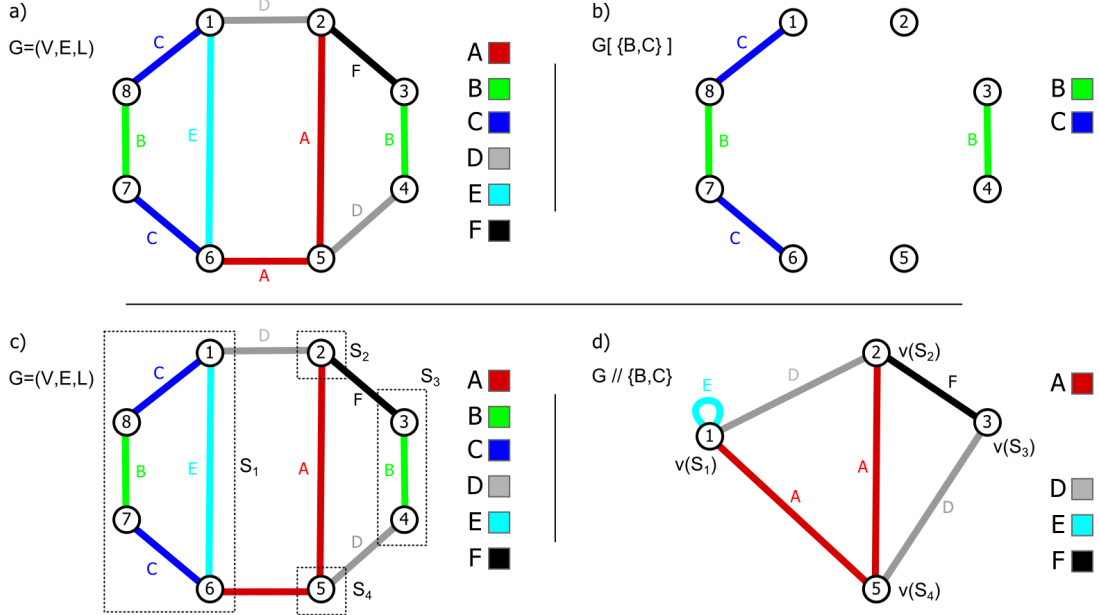 a)
G=(V,E,L)
D
1
2
C
F
8
3
B
E
A
B
7
4
C
D
6
5
A
A
B
C
D
E
F
b)
G[ {B,C} ]
1
2
C
8
3
B
B
7
4
C
6
5
B
C
c)
G=(V,E,L)
D
1
2
S2
S3
C
F
8
3
B
E
S1
A
B
7
4
C
D
6
5
S4
A
B
C
D
E
F
d)
G // {B,C}
2
v(S2)
D
F
E
1
v(S1)
3
v(S3)
A
A
D
5
v(S4)
A
D
E
F